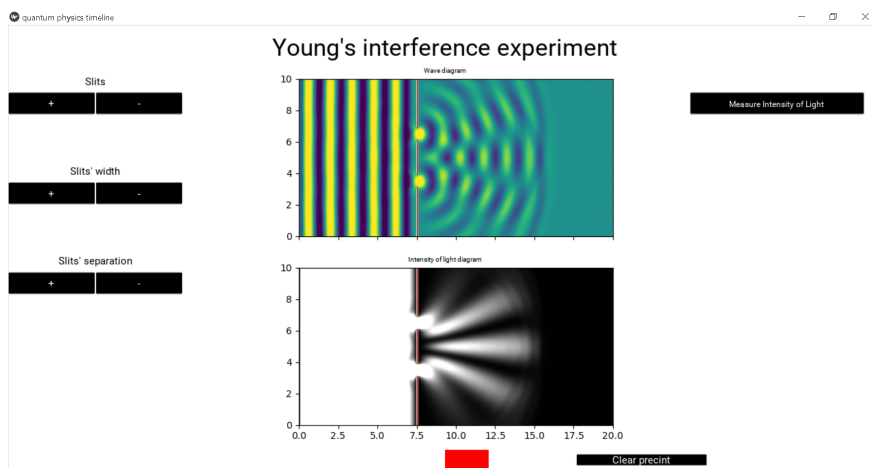 quantum physics timeline
Young's interference experiment
Slits
+ -
Slits' width
+ -
Slits' separation
+ -
Wave diagram
10
8
6
4
2
0
Intensity of light diagram
10
8
6
4
2
0
0.0 2.5 5.0 7.5 10.0 12.5 15.0 17.5 20.0
Measure Intensity of Light
Clear precint